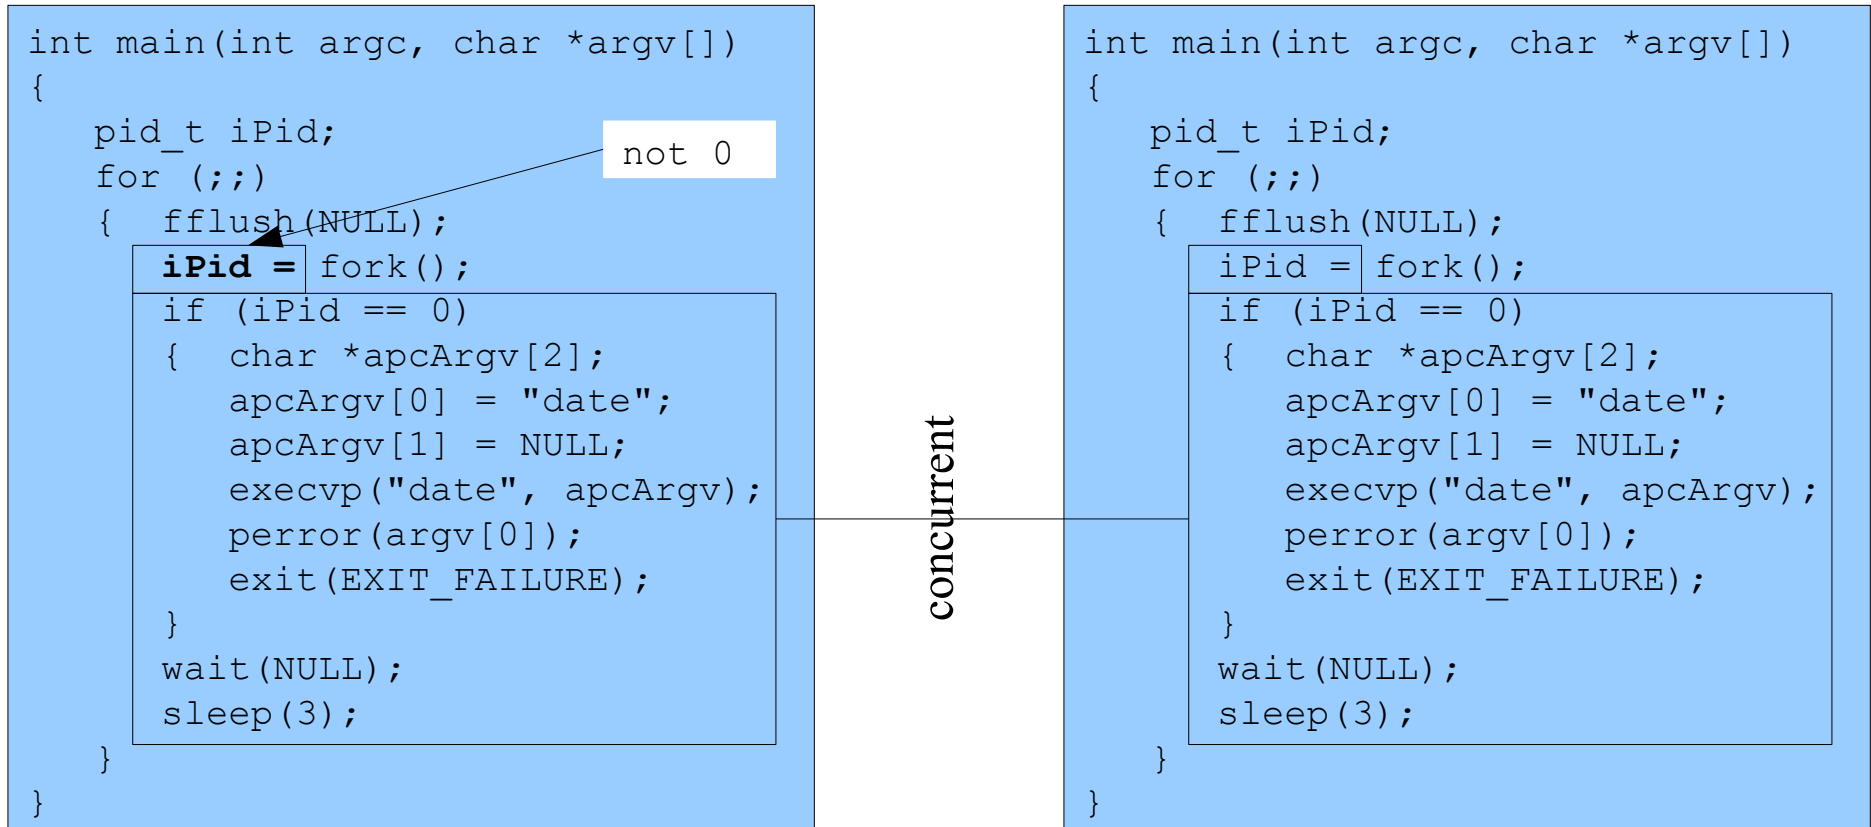 int main(int argc, char *argv[])
{
pid_t iPid;
not 0
for (;;)
{ fflush(NULL);
iPid = fork();
if (iPid == 0)
{ char *apcArgv[2];
apcArgv[0] = "date";
apcArgv[1] = NULL;
execvp("date", apcArgv);
perror(argv[0]);
exit(EXIT_FAILURE);
}
wait(NULL);
sleep(3);
}
}
concurrent
int main(int argc, char *argv[])
{
pid_t iPid;
for (;;)
{ fflush(NULL);
iPid = fork();
if (iPid == 0)
{ char *apcArgv[2];
apcArgv[0] = "date";
apcArgv[1] = NULL;
execvp("date", apcArgv);
perror(argv[0]);
exit(EXIT_FAILURE);
}
wait(NULL);
sleep(3);
}
}